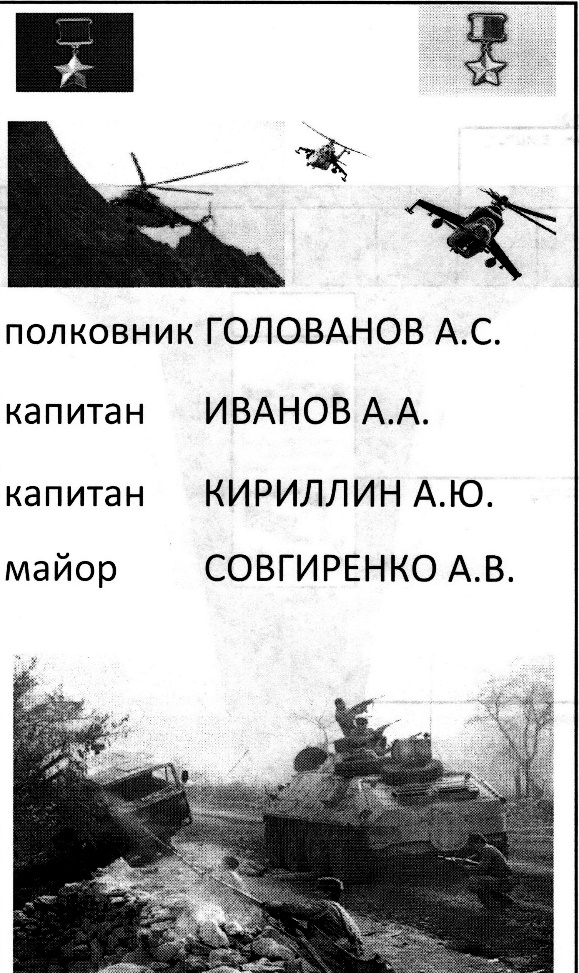 полковник ГОЛОВАНОВ А.С.
капитан ИВАНОВ А.А.
капитан КИРИЛЛИН А.Ю.
майор СОВГИРЕНКО А.В.